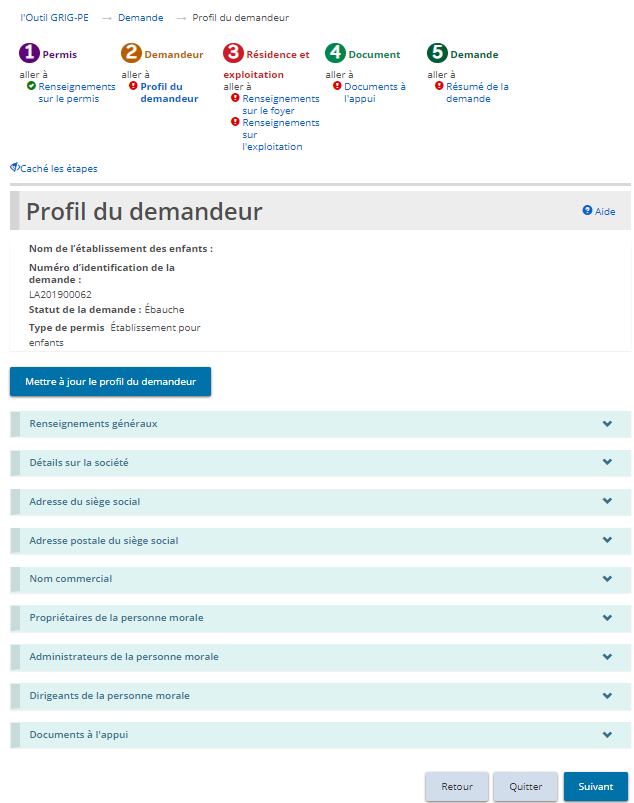 l'Outil GRIG-PE → Demande → Profil du demandeur
1 Permis
aller à
Renseignements
sur le permis
2 Demandeur
aller à
Profil du
demandeur
3 Résidence et
exploitation
aller à
Renseignements
sur le foyer
Renseignements
sur
l'exploitation
4 Document
aller à
Documents à
l'appui
5 Demande
aller à
Résumé de la
demande
Caché les étapes
Profil du demandeur
Aide
Nom de l'établissement des enfants :
Numéro d'identification de la
demande :
LA201900062
Statut de la demande : Ébauche
Type de permis Établissement pour
enfants
Mettre à jour le profil du demandeur
Renseignements généraux
Détails sur la société
Adresse du siège social
Adresse postale du siège social
Nom commercial
Propriétaires de la personne morale
Administrateurs de la personne morale
Dirigeants de la personne morale
Documents à l'appui
Retour
Quitter
Suivant